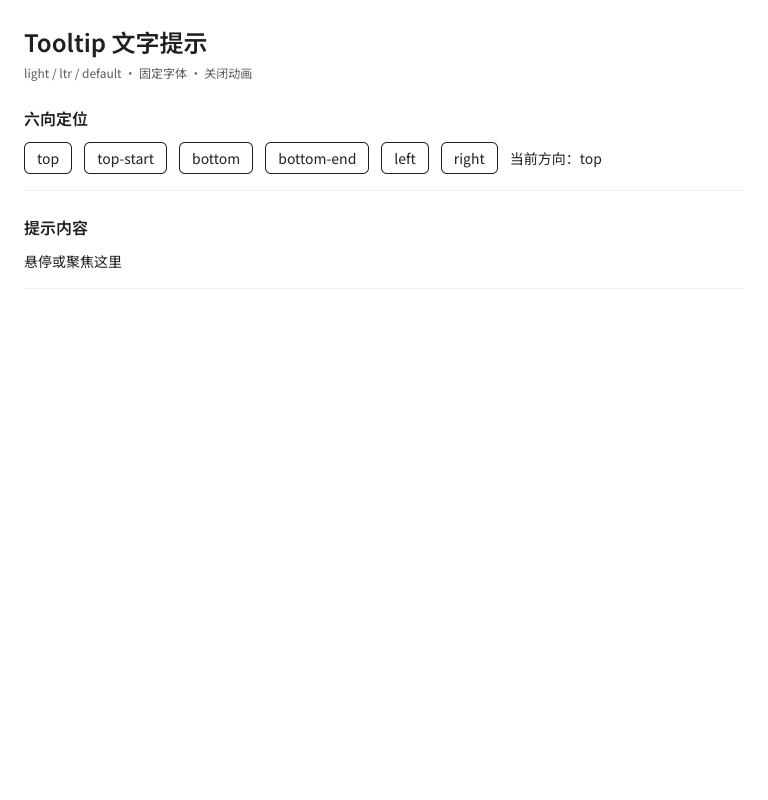 Tooltip 文字提示
light / ltr / default ・ 固定字体 ・ 关闭动画
六向定位
top top-start bottom bottom-end left right 当前方向：top
提示内容
悬停或聚焦这里